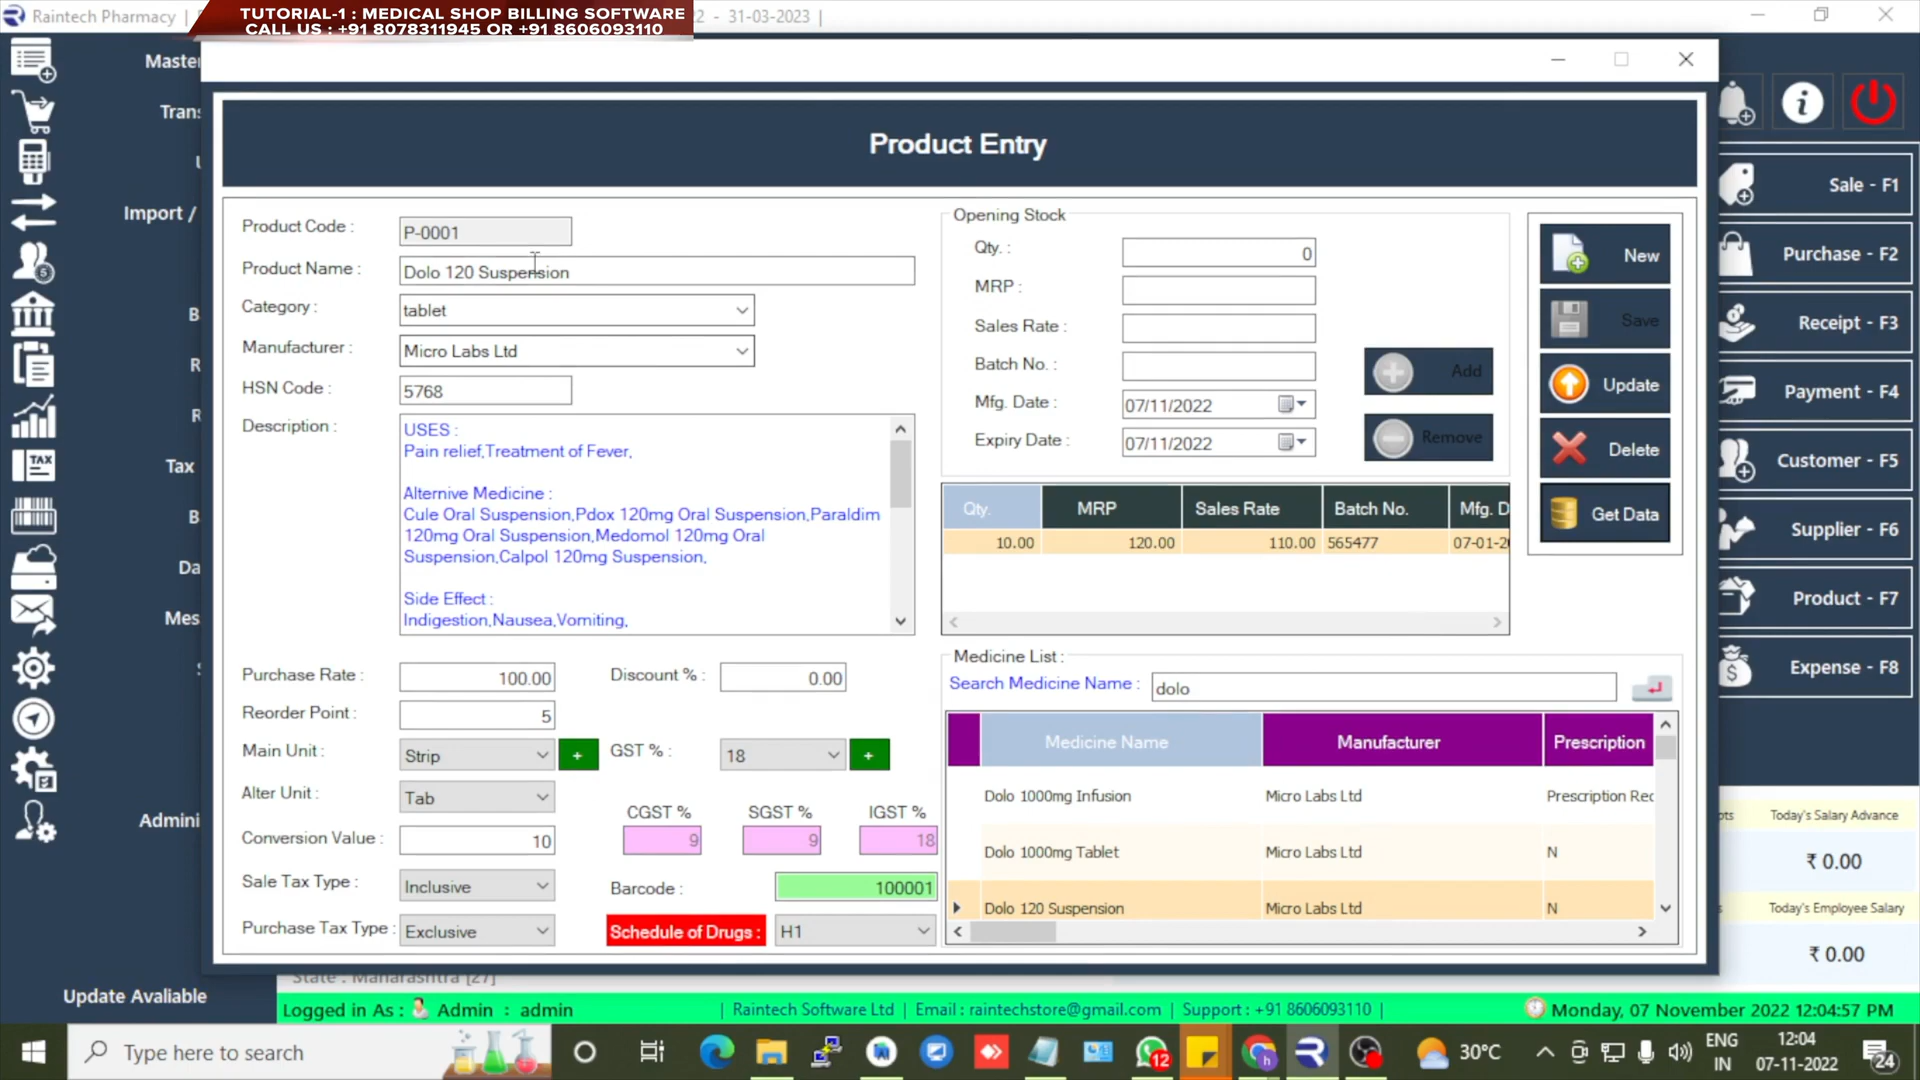 Raintech Pharmacy |
TUTORIAL-1 : MEDICAL SHOP BILLING SOFTWARE
CALL US : +91 8078311945 OR +91 8606093110
- 31-03-2023 |
Master
Trans
Import /
Tax
Da
Mes
Admini
Update Avaliable
Product Entry
Product Code :
P-0001
Product Name :
Dolo 120 Suspension
Category :
tablet
Manufacturer :
Micro Labs Ltd
HSN Code :
5768
Description :
USES :
Pain relief,Treatment of Fever,
Alternive Medicine :
Cule Oral Suspension,Pdox 120mg Oral Suspension,Paraldim
120mg Oral Suspension,Medomol 120mg Oral
Suspension,Calpol 120mg Suspension,
Side Effect :
Indigestion,Nausea,Vomiting,
Purchase Rate :
100.00
Discount % :
0.00
Reorder Point :
5
Main Unit :
Strip
+
GST % :
18
+
Alter Unit :
Tab
CGST %
SGST %
IGST %
Conversion Value :
10
9
9
18
Sale Tax Type :
Inclusive
Barcode :
100001
Purchase Tax Type :
Exclusive
Schedule of Drugs :
H1
Opening Stock
Qty. :
0
MRP :
Sales Rate :
Batch No. :
Mfg. Date :
07/11/2022
Expiry Date :
07/11/2022
Add
Remove
Qty.
MRP
Sales Rate
Batch No.
Mfg. D
10.00
120.00
110.00
565477
07-01-2
Medicine List :
Search Medicine Name :
dolo
Medicine Name
Manufacturer
Prescription
Dolo 1000mg Infusion
Micro Labs Ltd
Prescription Rec
Dolo 1000mg Tablet
Micro Labs Ltd
N
Dolo 120 Suspension
Micro Labs Ltd
N
New
Save
Update
Delete
Get Data
Sale - F1
Purchase - F2
Receipt - F3
Payment - F4
Customer - F5
Supplier - F6
Product - F7
Expense - F8
Today's Salary Advance
₹ 0.00
Today's Employee Salary
₹ 0.00
State : Maharashtra [27]
Logged in As :
Admin : admin
| Raintech Software Ltd | Email : raintechstore@gmail.com | Support : +91 8606093110 |
Monday, 07 November 2022 12:04:57 PM
Type here to search
12
30°C
ENG
IN
12:04
07-11-2022
24